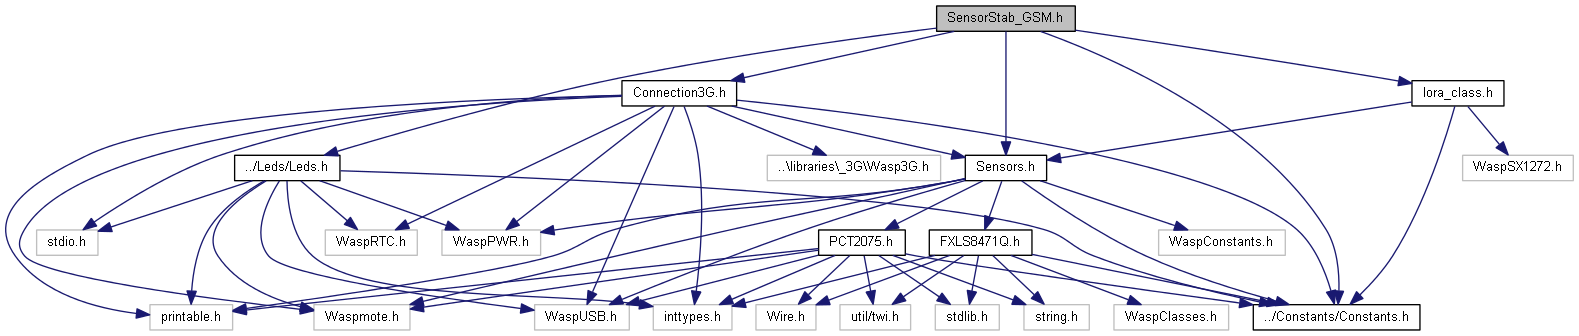 SensorStab_GSM.h
Connection3G.h
lora_class.h
../Leds/Leds.h
..\libraries\_3G\Wasp3G.h
Sensors.h
WaspSX1272.h
stdio.h
WaspRTC.h
WaspPWR.h
PCT2075.h
FXLS8471Q.h
WaspConstants.h
printable.h
Waspmote.h
WaspUSB.h
inttypes.h
Wire.h
util/twi.h
stdlib.h
string.h
WaspClasses.h
../Constants/Constants.h